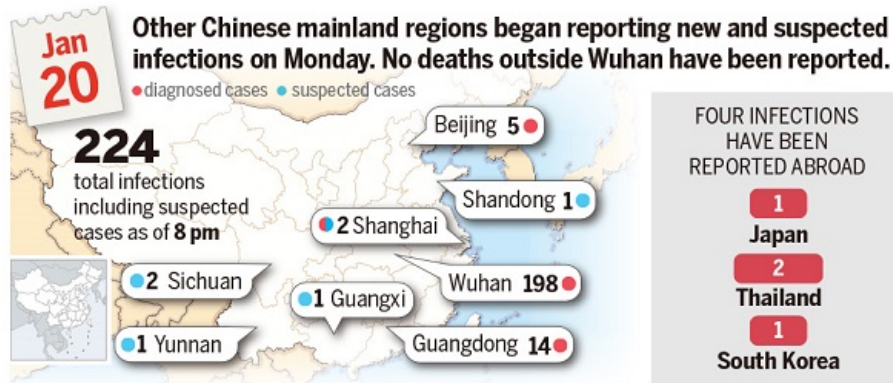 Jan
20
Other Chinese mainland regions began reporting new and suspected
infections on Monday. No deaths outside Wuhan have been reported.
diagnosed cases suspected cases
224
total infections
including suspected
cases as of 8 pm
Beijing 5
Shandong 1
2 Shanghai
2 Sichuan
Wuhan 198
1 Guangxi
1 Yunnan
Guangdong 14
FOUR INFECTIONS
HAVE BEEN
REPORTED ABROAD
1
Japan
2
Thailand
1
South Korea